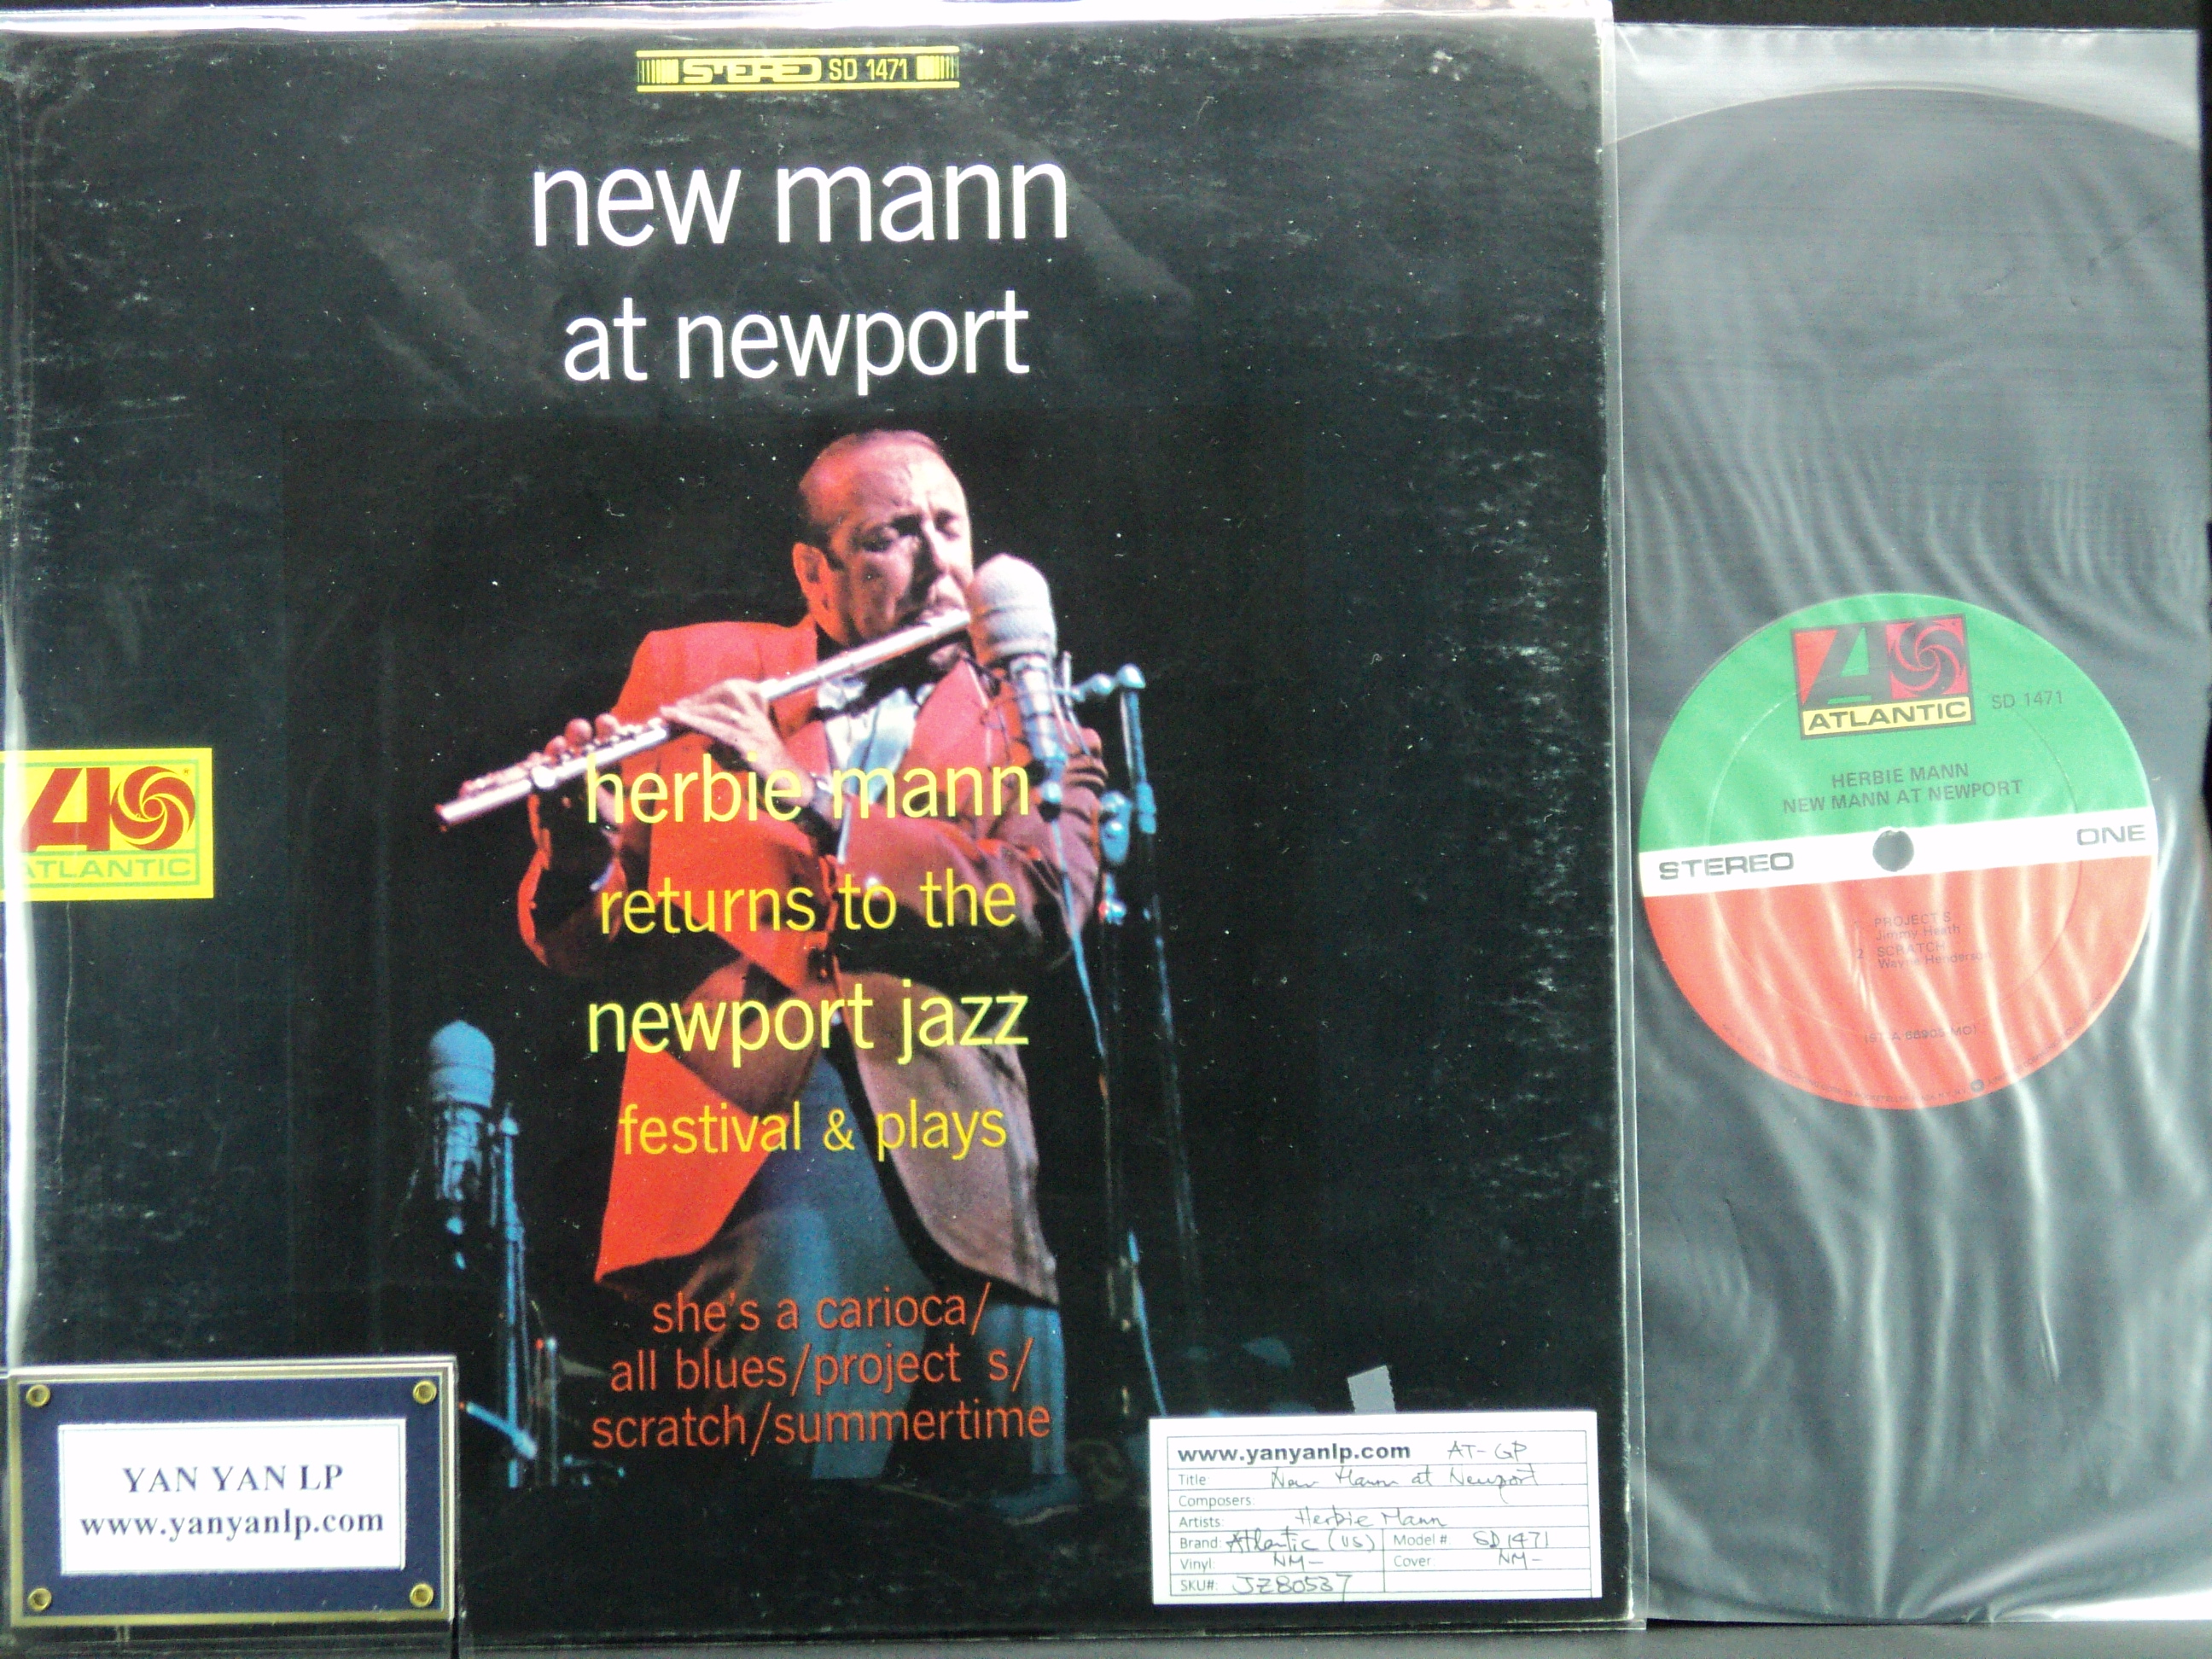 STEREO SD 1471
new mann
at newport
herbie mann
returns to the
newport jazz
festival & plays
she's a carioca/
all blues/project s/
scratch/summertime
ATLANTIC
YAN YAN LP
www.yanyanlp.com
www.yanyanlp.com AT-GP
Title: New Mann at Newport
Composers:
Artists: Herbie Mann
Brand: Atlantic (US) Model # SD 1471
Vinyl: NM- Cover: NM-
SKU#: JZ80537
ATLANTIC
SD 1471
HERBIE MANN
NEW MANN AT NEWPORT
STEREO ONE
1 PROJECT S
Jimmy Heath
2 SCRATCH
Wayne Henderson